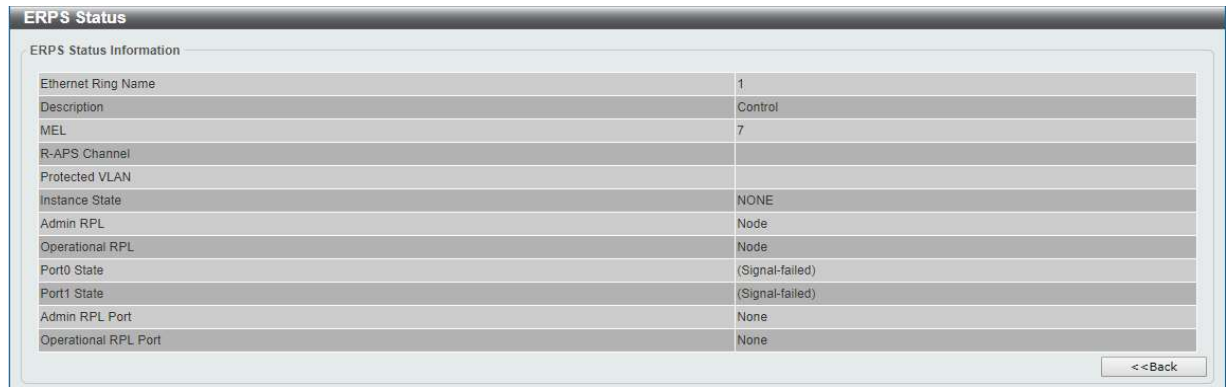 ERPS Status
ERPS Status Information
Ethernet Ring Name 1
Description Control
MEL 7
R-APS Channel
Protected VLAN
Instance State NONE
Admin RPL Node
Operational RPL Node
Port0 State (Signal-failed)
Port1 State (Signal-failed)
Admin RPL Port None
Operational RPL Port None
<<Back